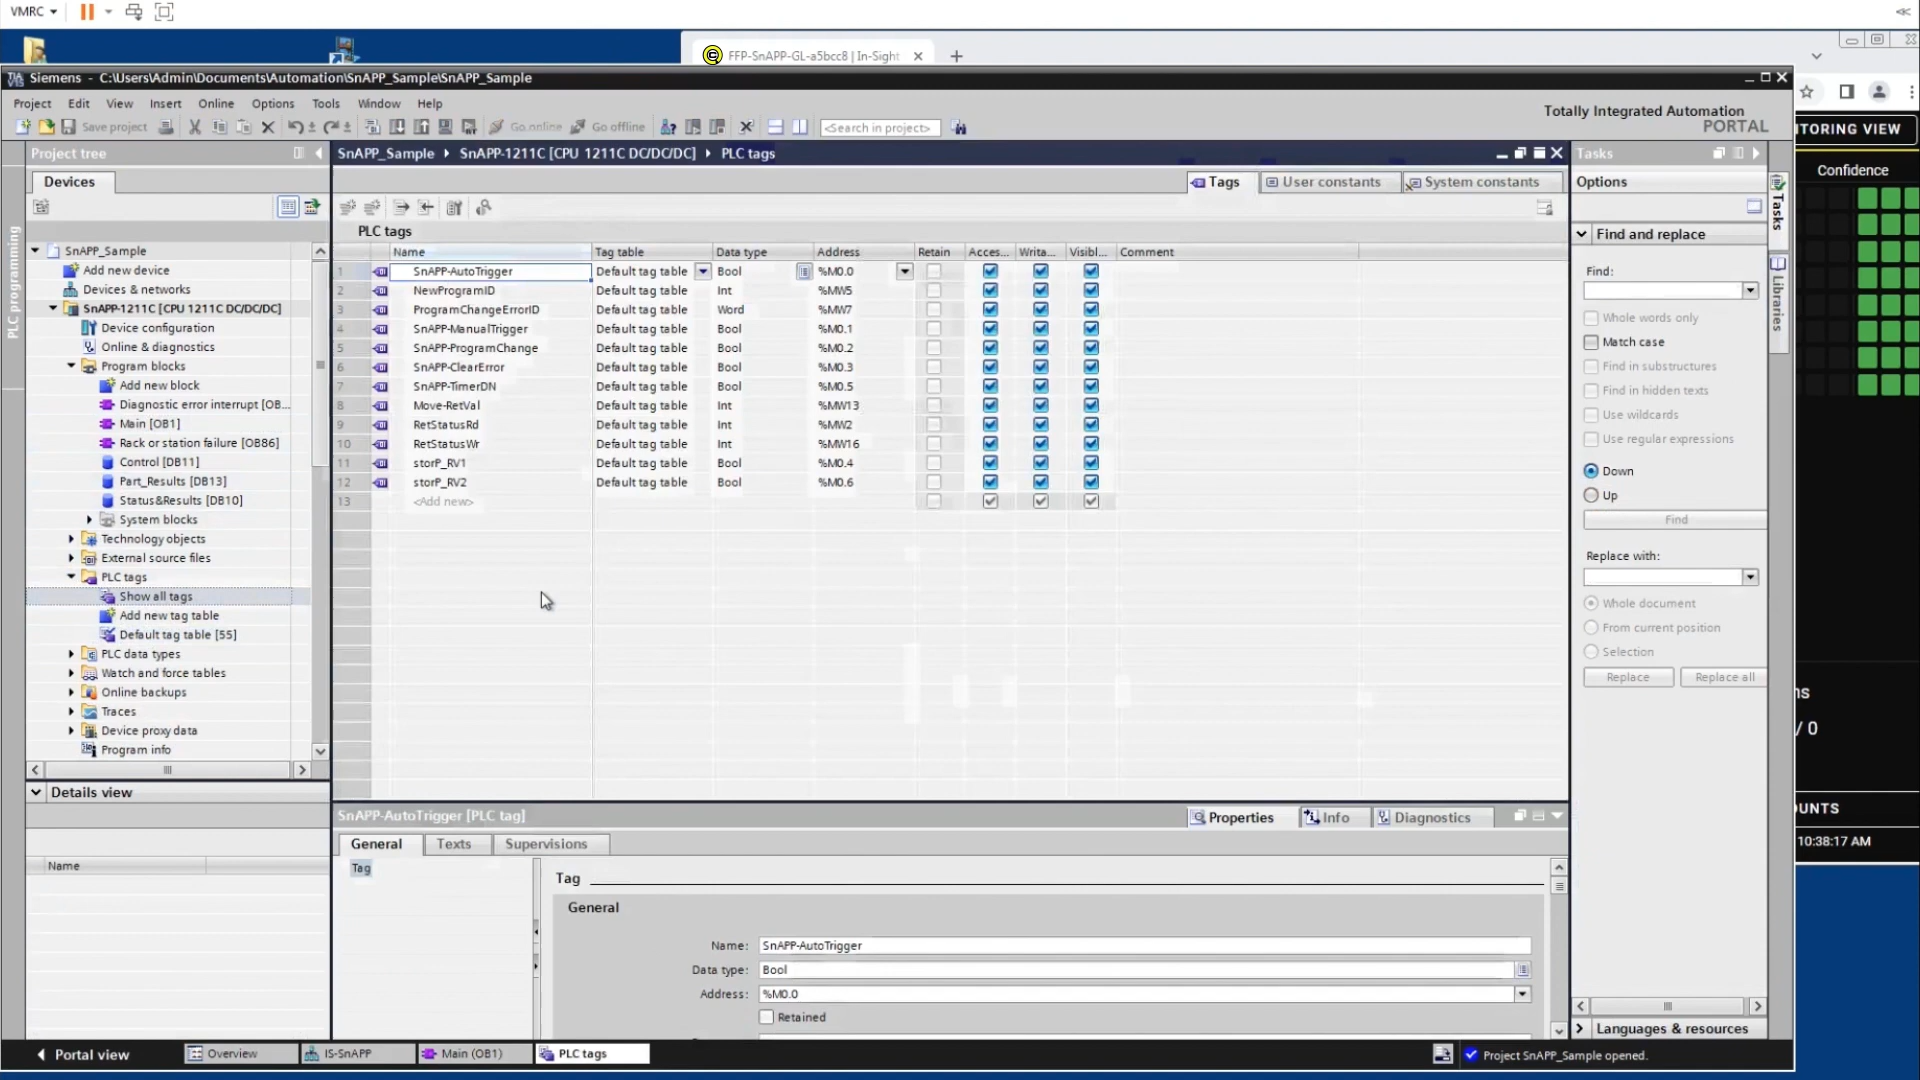 VMRC
FFP-SnAPP-GL-a5bcc8 | In-Sight
Siemens - C:\Users\Admin\Documents\Automation\SnAPP_Sample\SnAPP_Sample
Project Edit View Insert Online Options Tools Window Help
Totally Integrated Automation
PORTAL
Save project Go online Go offline <Search in project>
ITORING VIEW
Project tree
SnAPP_Sample SnAPP-1211C [CPU 1211C DC/DC/DC] PLC tags
Tasks
Devices
Tags User constants System constants
Options
Confidence
PLC programming
Tasks
Libraries
SnAPP_Sample
Add new device
Devices & networks
SnAPP-1211C [CPU 1211C DC/DC/DC]
Device configuration
Online & diagnostics
Program blocks
Add new block
Diagnostic error interrupt [OB...
Main [OB1]
Rack or station failure [OB86]
Control [DB11]
Part_Results [DB13]
Status&Results [DB10]
System blocks
Technology objects
External source files
PLC tags
Show all tags
Add new tag table
Default tag table [55]
PLC data types
Watch and force tables
Online backups
Traces
Device proxy data
Program info
Details view
Name
PLC tags
Name Tag table Data type Address Retain Acces... Writa... Visibl... Comment
1 SnAPP-AutoTrigger Default tag table Bool %M0.0
2 NewProgramID Default tag table Int %MW5
3 ProgramChangeErrorID Default tag table Word %MW7
4 SnAPP-ManualTrigger Default tag table Bool %M0.1
5 SnAPP-ProgramChange Default tag table Bool %M0.2
6 SnAPP-ClearError Default tag table Bool %M0.3
7 SnAPP-TimerDN Default tag table Bool %M0.5
8 Move-RetVal Default tag table Int %MW13
9 RetStatusRd Default tag table Int %MW2
10 RetStatusWr Default tag table Int %MW16
11 storP_RV1 Default tag table Bool %M0.4
12 storP_RV2 Default tag table Bool %M0.6
13 <Add new>
Find and replace
Find:
Whole words only
Match case
Find in substructures
Find in hidden texts
Use wildcards
Use regular expressions
Down
Up
Find
Replace with:
Whole document
From current position
Selection
Replace Replace all
Languages & resources
ns
/ 0
OUNTS
10:38:17 AM
SnAPP-AutoTrigger [PLC tag]
Properties Info Diagnostics
General Texts Supervisions
Tag
Tag
General
Name: SnAPP-AutoTrigger
Data type: Bool
Address: %M0.0
Retained
Portal view Overview IS-SnAPP Main (OB1) PLC tags
Project SnAPP_Sample opened.